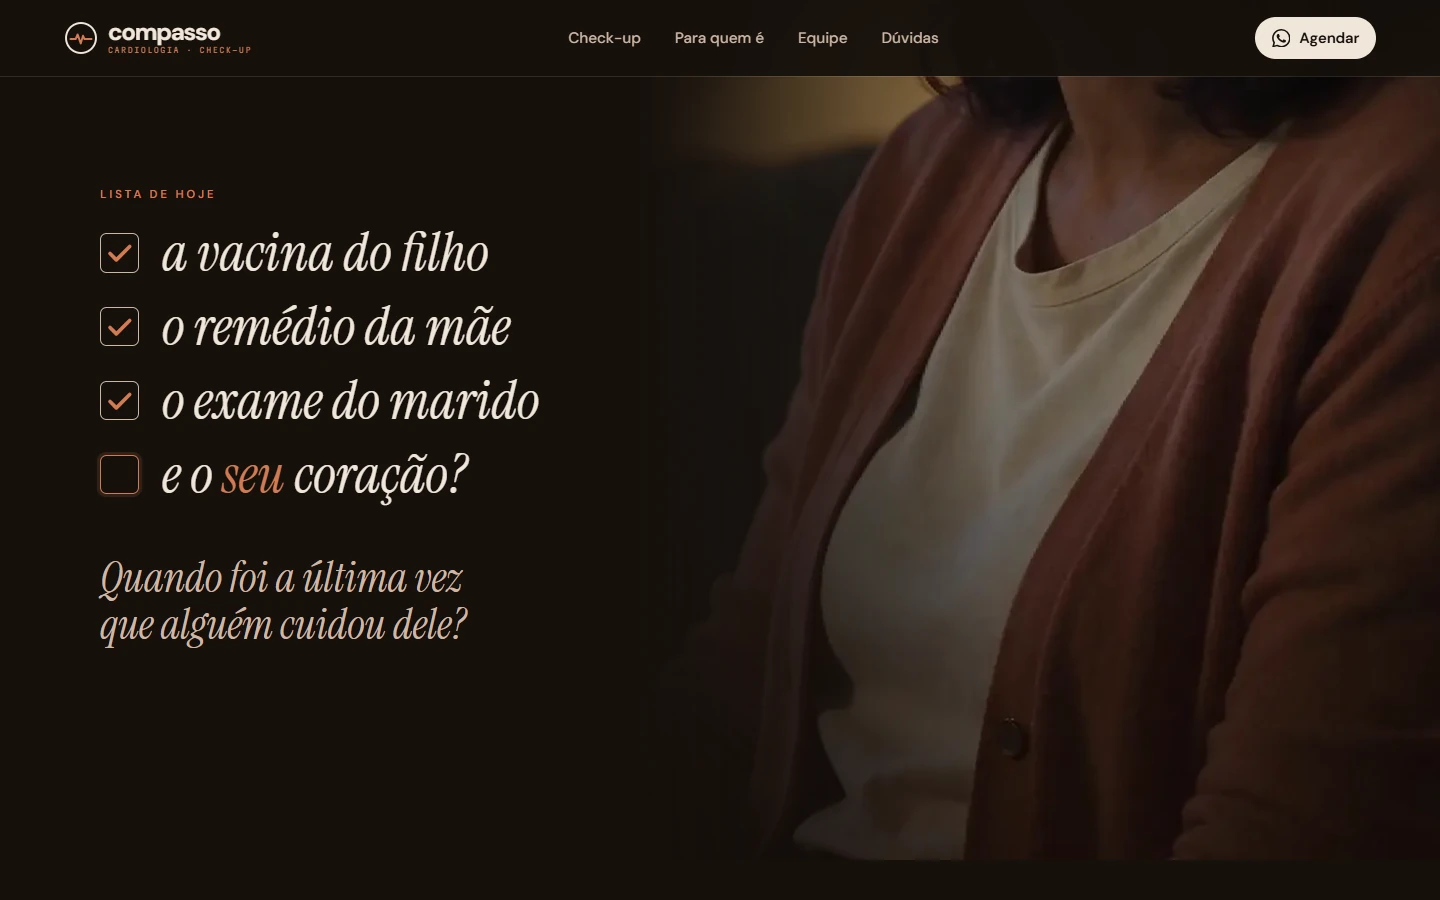 compasso
CARDIOLOGIA · CHECK-UP
Check-up
Para quem é
Equipe
Dúvidas
Agendar
LISTA DE HOJE
a vacina do filho
o remédio da mãe
o exame do marido
e o seu coração?
Quando foi a última vez
que alguém cuidou dele?